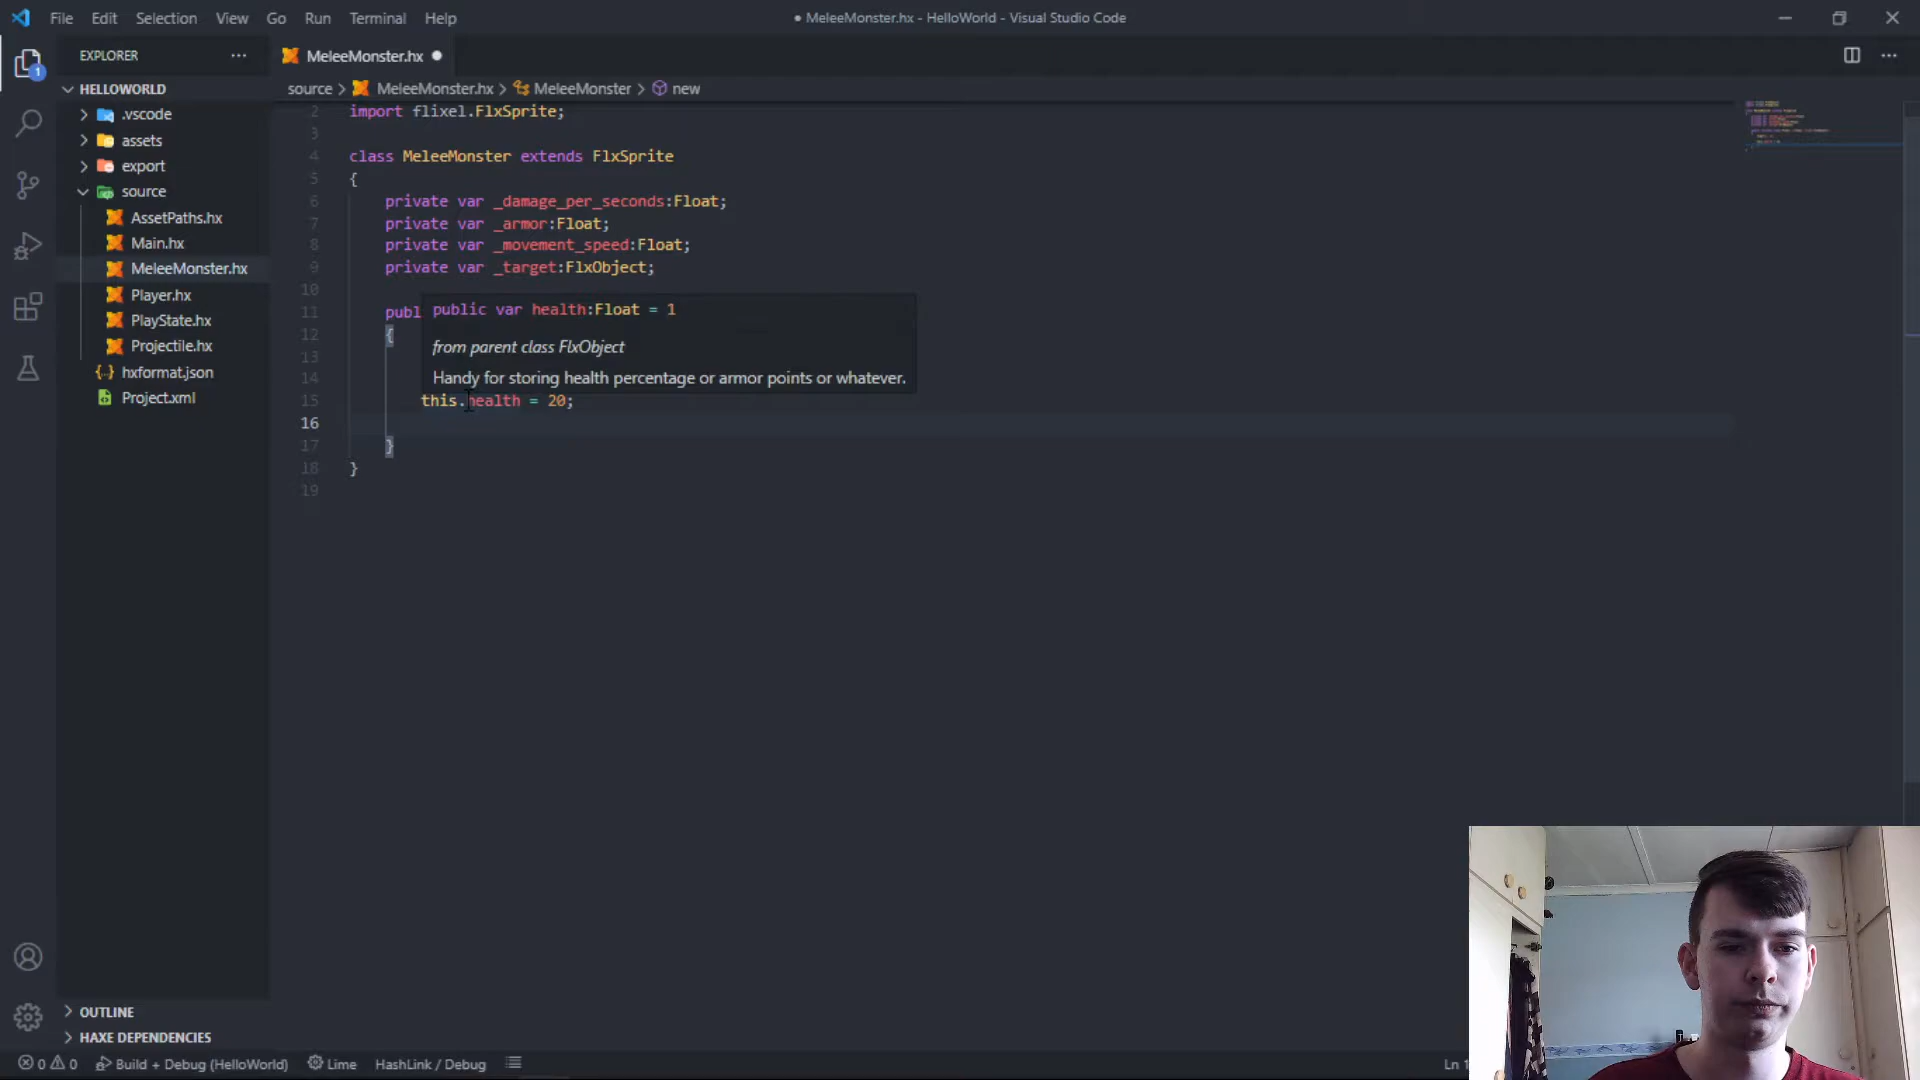 File Edit Selection View Go Run Terminal Help
● MeleeMonster.hx - HelloWorld - Visual Studio Code
EXPLORER
MeleeMonster.hx
HELLOWORLD
source > MeleeMonster.hx > MeleeMonster > new
.vscode
assets
export
source
AssetPaths.hx
Main.hx
MeleeMonster.hx
Player.hx
PlayState.hx
Projectile.hx
hxformat.json
Project.xml
2 import flixel.FlxSprite;
3
4 class MeleeMonster extends FlxSprite
5 {
6 private var _damage_per_seconds:Float;
7 private var _armor:Float;
8 private var _movement_speed:Float;
9 private var _target:FlxObject;
10
11 publ
public var health:Float = 1
12 {
from parent class FlxObject
13
14
Handy for storing health percentage or armor points or whatever.
15 this.health = 20;
16
17 }
18 }
19
1
OUTLINE
HAXE DEPENDENCIES
0 0 Build + Debug (HelloWorld) Lime HashLink / Debug
Ln 1